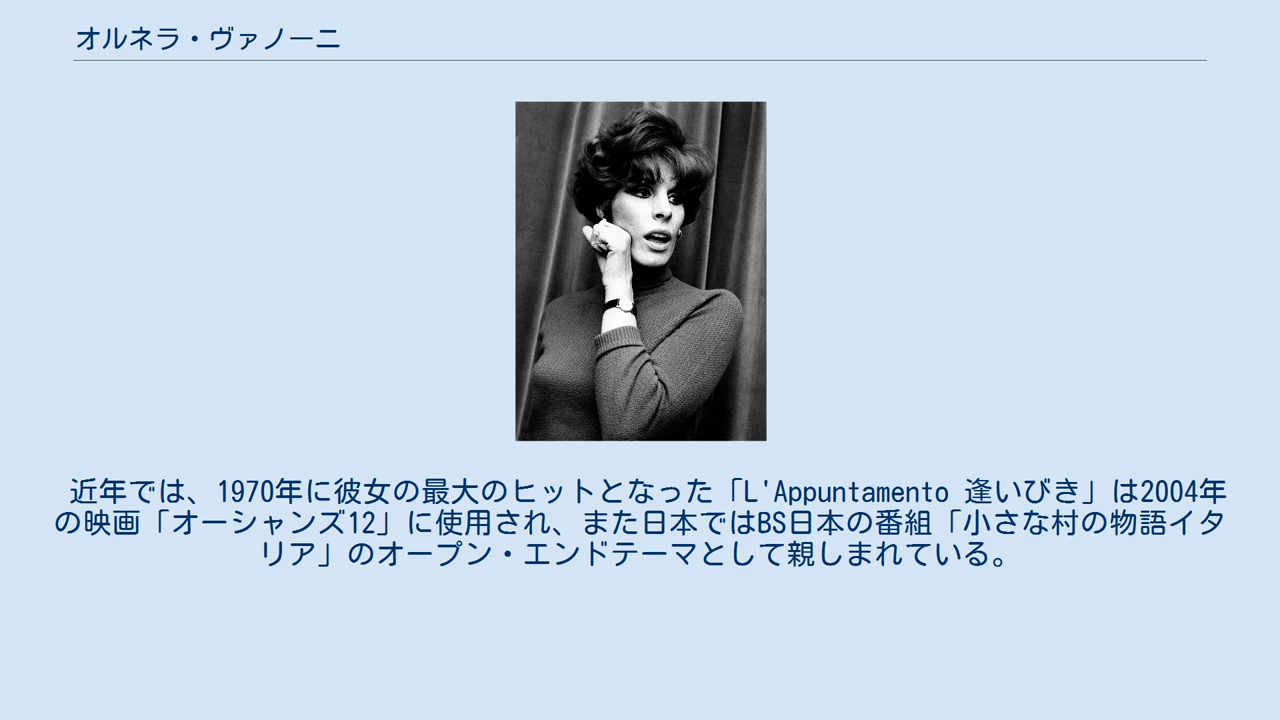 オルネラ・ヴァノーニ
近年では、1970年に彼女の最大のヒットとなった「L'Appuntamento 逢いびき」は2004年
の映画「オーシャンズ12」に使用され、また日本ではBS日本の番組「小さな村の物語イタ
リア」のオープン・エンドテーマとして親しまれている。